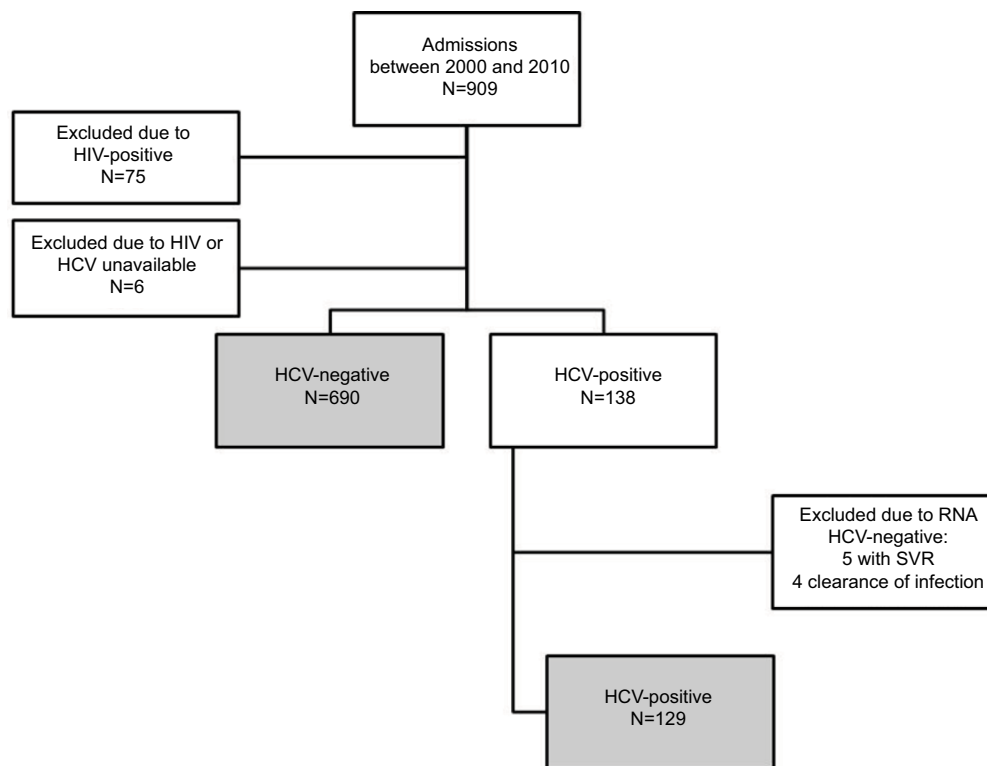 Admissions
between 2000 and 2010
N=909
Excluded due to
HIV-positive
N=75
Excluded due to HIV or
HCV unavailable
N=6
HCV-negative
N=690
HCV-positive
N=138
Excluded due to RNA
HCV-negative:
5 with SVR
4 clearance of infection
HCV-positive
N=129